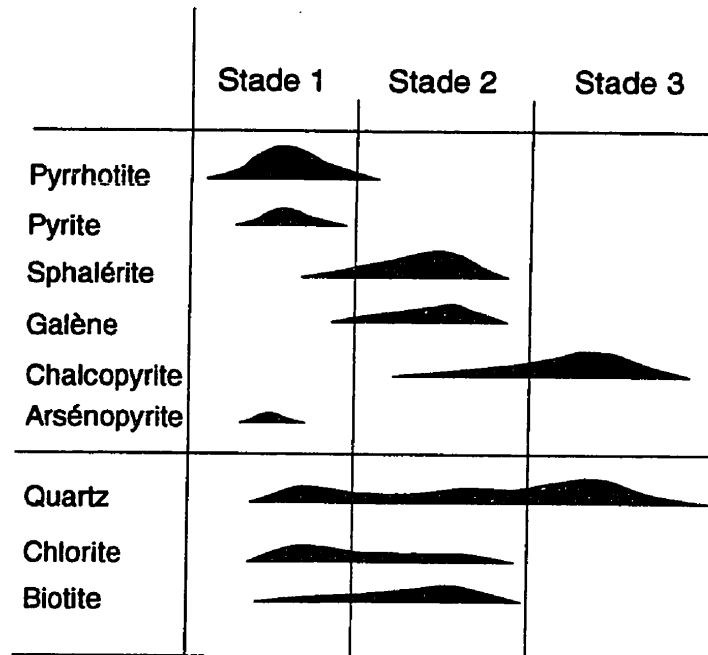 Stade 1 Stade 2 Stade 3
Pyrrhotite
Pyrite
Sphalérite
Galène
Chalcopyrite
Arsénopyrite
Quartz
Chlorite
Biotite